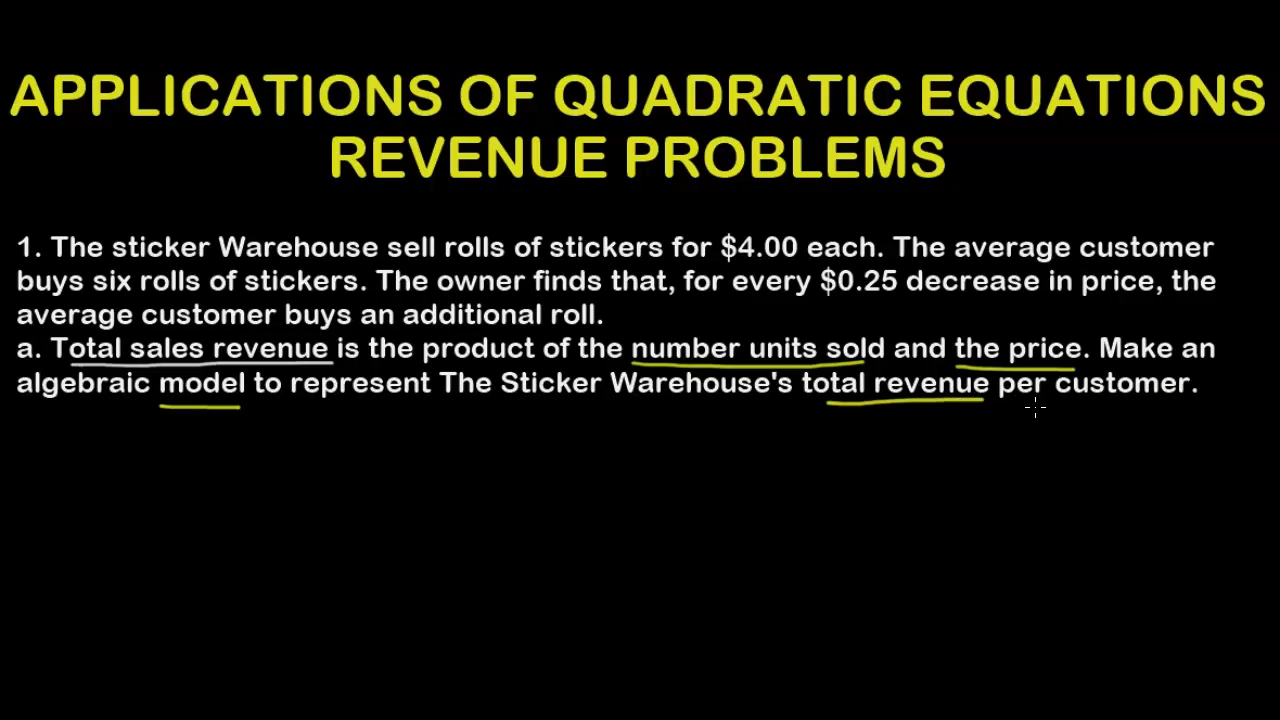 APPLICATIONS OF QUADRATIC EQUATIONS
REVENUE PROBLEMS
1. The sticker Warehouse sell rolls of stickers for $4.00 each. The average customer
buys six rolls of stickers. The owner finds that, for every $0.25 decrease in price, the
average customer buys an additional roll.
a. Total sales revenue is the product of the number units sold and the price. Make an
algebraic model to represent The Sticker Warehouse's total revenue per customer.